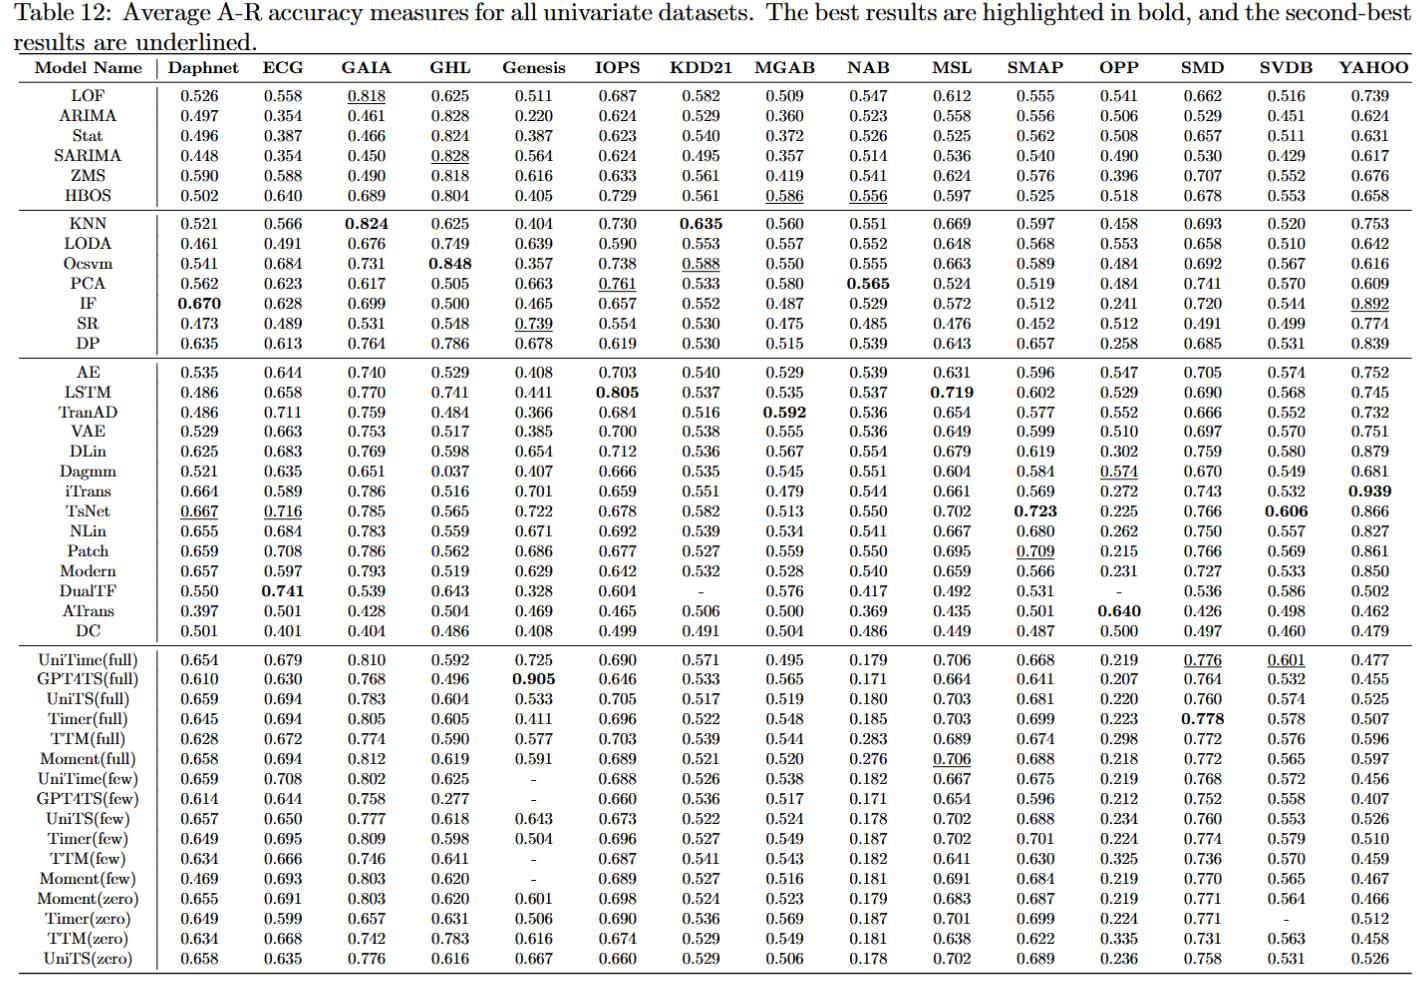 Table 12: Average A-R accuracy measures for all univariate datasets. The best results are highlighted in bold, and the second-best
results are underlined.
Model Name Daphnet ECG GAIA GHL Genesis IOPS KDD21 MGAB NAB MSL SMAP OPP SMD SVDB YAHOO
LOF 0.526 0.558 0.818 0.625 0.511 0.687 0.582 0.509 0.547 0.612 0.555 0.541 0.662 0.516 0.739
ARIMA 0.497 0.354 0.461 0.828 0.220 0.624 0.529 0.360 0.523 0.558 0.556 0.506 0.529 0.451 0.624
Stat 0.496 0.387 0.466 0.824 0.387 0.623 0.540 0.372 0.526 0.525 0.562 0.508 0.657 0.511 0.631
SARIMA 0.448 0.354 0.450 0.828 0.564 0.624 0.495 0.357 0.514 0.536 0.540 0.490 0.530 0.429 0.617
ZMS 0.590 0.588 0.490 0.818 0.616 0.633 0.561 0.419 0.541 0.624 0.576 0.396 0.707 0.552 0.676
HBOS 0.502 0.640 0.689 0.804 0.405 0.729 0.561 0.586 0.556 0.597 0.525 0.518 0.678 0.553 0.658
KNN 0.521 0.566 0.824 0.625 0.404 0.730 0.635 0.560 0.551 0.669 0.597 0.458 0.693 0.520 0.753
LODA 0.461 0.491 0.676 0.749 0.639 0.590 0.553 0.557 0.552 0.648 0.568 0.553 0.658 0.510 0.642
Ocsvm 0.541 0.684 0.731 0.848 0.357 0.738 0.588 0.550 0.555 0.663 0.589 0.484 0.692 0.567 0.616
PCA 0.562 0.623 0.617 0.505 0.663 0.761 0.533 0.580 0.565 0.524 0.519 0.484 0.741 0.570 0.609
IF 0.670 0.628 0.699 0.500 0.465 0.657 0.552 0.487 0.529 0.572 0.512 0.241 0.720 0.544 0.892
SR 0.473 0.489 0.531 0.548 0.739 0.554 0.530 0.475 0.485 0.476 0.452 0.512 0.491 0.499 0.774
DP 0.635 0.613 0.764 0.786 0.678 0.619 0.530 0.515 0.539 0.643 0.657 0.258 0.685 0.531 0.839
AE 0.535 0.644 0.740 0.529 0.408 0.703 0.540 0.529 0.539 0.631 0.596 0.547 0.705 0.574 0.752
LSTM 0.486 0.658 0.770 0.741 0.441 0.805 0.537 0.535 0.537 0.719 0.602 0.529 0.690 0.568 0.745
TranAD 0.486 0.711 0.759 0.484 0.366 0.684 0.516 0.592 0.536 0.654 0.577 0.552 0.666 0.552 0.732
VAE 0.529 0.663 0.753 0.517 0.385 0.700 0.538 0.555 0.536 0.649 0.599 0.510 0.697 0.570 0.751
DLin 0.625 0.683 0.769 0.598 0.654 0.712 0.536 0.567 0.554 0.679 0.619 0.302 0.759 0.580 0.879
Dagmm 0.521 0.635 0.651 0.037 0.407 0.666 0.535 0.545 0.551 0.604 0.584 0.574 0.670 0.549 0.681
iTrans 0.664 0.589 0.786 0.516 0.701 0.659 0.551 0.479 0.544 0.661 0.569 0.272 0.743 0.532 0.939
TsNet 0.667 0.716 0.785 0.565 0.722 0.678 0.582 0.513 0.550 0.702 0.723 0.225 0.766 0.606 0.866
NLin 0.655 0.684 0.783 0.559 0.671 0.692 0.539 0.534 0.541 0.667 0.680 0.262 0.750 0.557 0.827
Patch 0.659 0.708 0.786 0.562 0.686 0.677 0.527 0.559 0.550 0.695 0.709 0.215 0.766 0.569 0.861
Modern 0.657 0.597 0.793 0.519 0.629 0.642 0.532 0.528 0.540 0.659 0.566 0.231 0.727 0.533 0.850
DualTF 0.550 0.741 0.539 0.643 0.328 0.604 - 0.576 0.417 0.492 0.531 - 0.536 0.586 0.502
ATrans 0.397 0.501 0.428 0.504 0.469 0.465 0.506 0.500 0.369 0.435 0.501 0.640 0.426 0.498 0.462
DC 0.501 0.401 0.404 0.486 0.408 0.499 0.491 0.504 0.486 0.449 0.487 0.500 0.497 0.460 0.479
UniTime(full) 0.654 0.679 0.810 0.592 0.725 0.690 0.571 0.495 0.179 0.706 0.668 0.219 0.776 0.601 0.477
GPT4TS(full) 0.610 0.630 0.768 0.496 0.905 0.646 0.533 0.565 0.171 0.664 0.641 0.207 0.764 0.532 0.455
UniTS(full) 0.659 0.694 0.783 0.604 0.533 0.705 0.517 0.519 0.180 0.703 0.681 0.220 0.760 0.574 0.525
Timer(full) 0.645 0.694 0.805 0.605 0.411 0.696 0.522 0.548 0.185 0.703 0.699 0.223 0.778 0.578 0.507
TTM(full) 0.628 0.672 0.774 0.590 0.577 0.703 0.539 0.544 0.283 0.689 0.674 0.298 0.772 0.576 0.596
Moment(full) 0.658 0.694 0.812 0.619 0.591 0.689 0.521 0.520 0.276 0.706 0.688 0.218 0.772 0.565 0.597
UniTime(few) 0.659 0.708 0.802 0.625 - 0.688 0.526 0.538 0.182 0.667 0.675 0.219 0.768 0.572 0.456
GPT4TS(few) 0.614 0.644 0.758 0.277 - 0.660 0.536 0.517 0.171 0.654 0.596 0.212 0.752 0.558 0.407
UniTS(few) 0.657 0.650 0.777 0.618 0.643 0.673 0.522 0.524 0.178 0.702 0.688 0.234 0.760 0.553 0.526
Timer(few) 0.649 0.695 0.809 0.598 0.504 0.696 0.527 0.549 0.187 0.702 0.701 0.224 0.774 0.579 0.510
TTM(few) 0.634 0.666 0.746 0.641 - 0.687 0.541 0.543 0.182 0.641 0.630 0.325 0.736 0.570 0.459
Moment(few) 0.469 0.693 0.803 0.620 - 0.689 0.527 0.516 0.181 0.691 0.684 0.219 0.770 0.565 0.467
Moment(zero) 0.655 0.691 0.803 0.620 0.601 0.698 0.524 0.523 0.179 0.683 0.687 0.219 0.771 0.564 0.466
Timer(zero) 0.649 0.599 0.657 0.631 0.506 0.690 0.536 0.569 0.187 0.701 0.699 0.224 0.771 - 0.512
TTM(zero) 0.634 0.668 0.742 0.783 0.616 0.674 0.529 0.549 0.181 0.638 0.622 0.335 0.731 0.563 0.458
UniTS(zero) 0.658 0.635 0.776 0.616 0.667 0.660 0.529 0.506 0.178 0.702 0.689 0.236 0.758 0.531 0.526